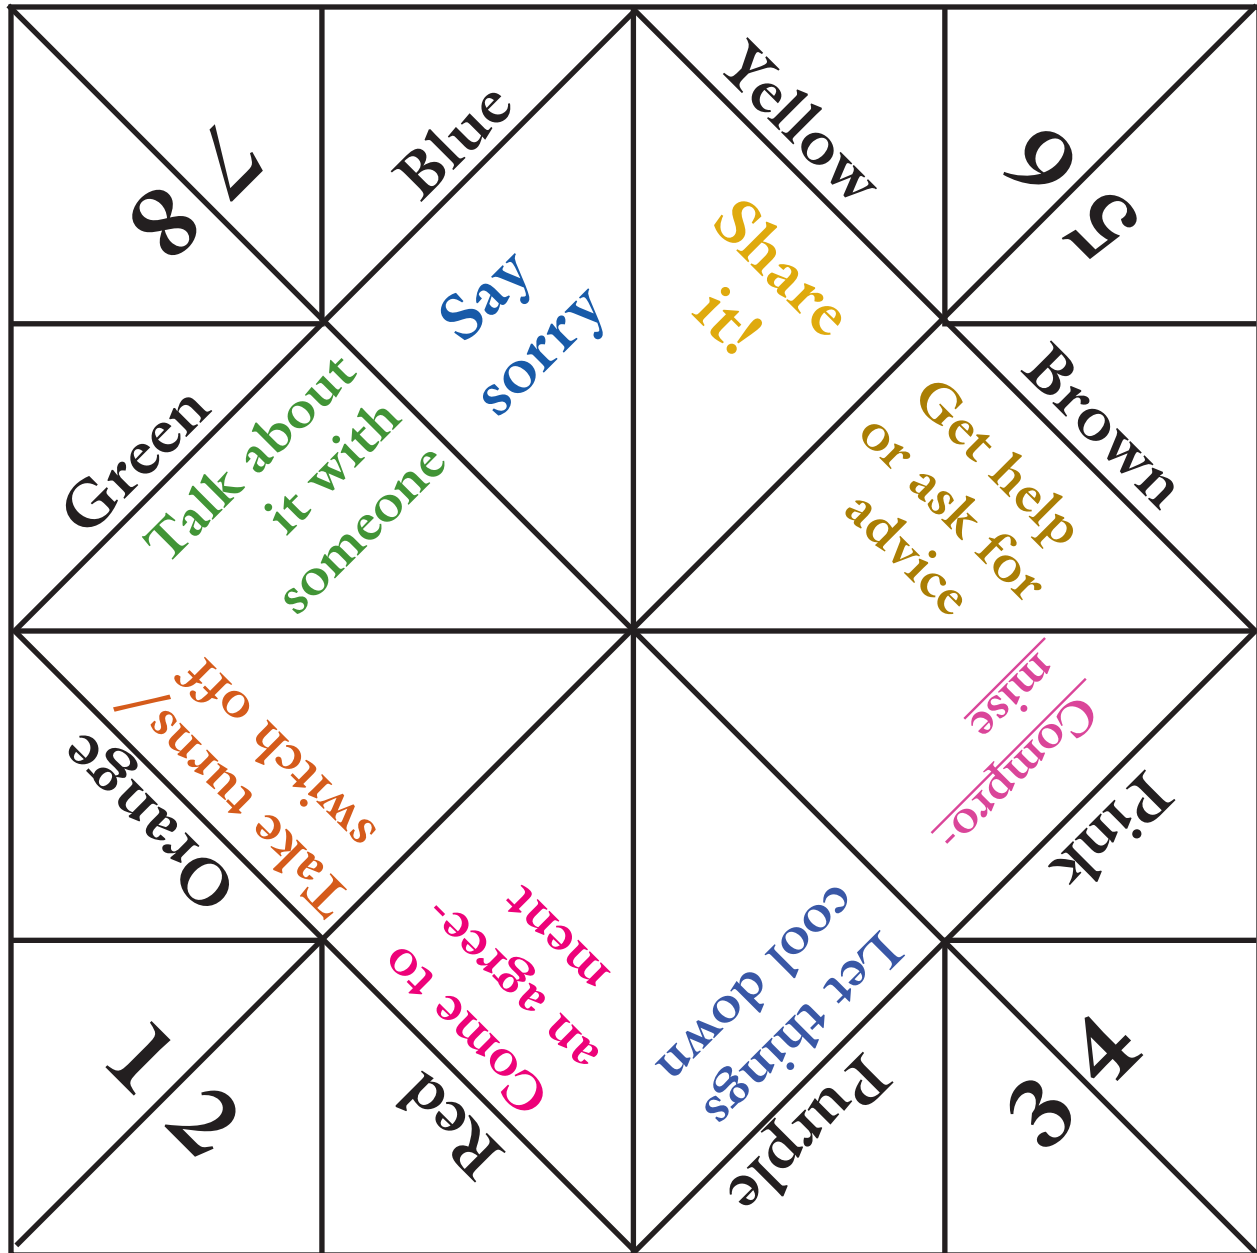 7
8
Blue
Say
sorry
Yellow
Share
it!
6
5
Green
Talk about
it with
someone
Brown
Get help
or ask for
advice
Orange
Take turns/
switch off
Compro-
mise
Pink
Come to
an agree-
ment
Red
Let things
cool down
Purple
1
2
3
4